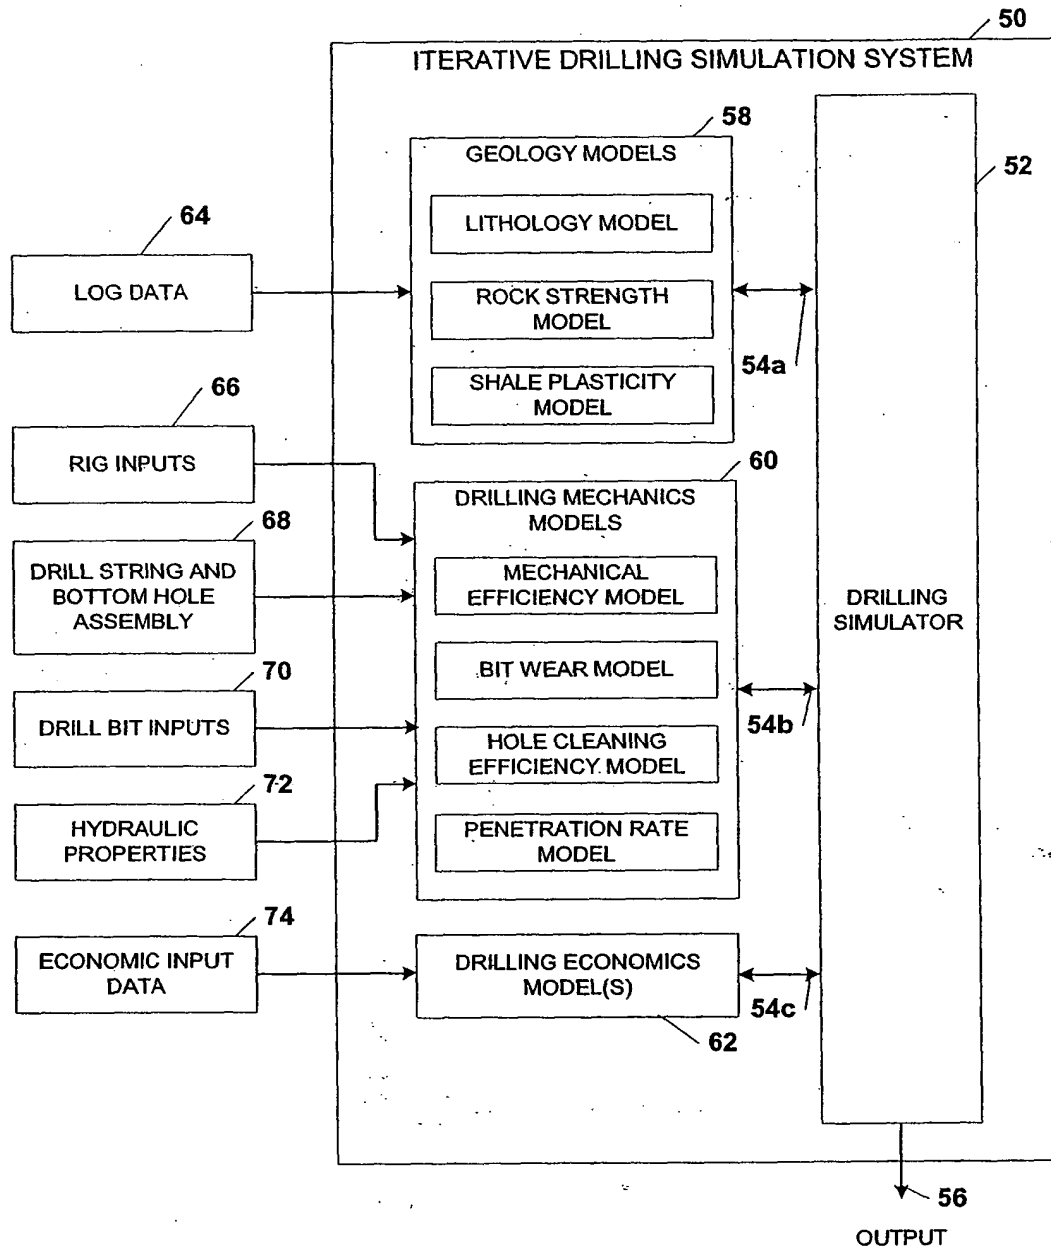 50
ITERATIVE DRILLING SIMULATION SYSTEM
58
GEOLOGY MODELS
52
LITHOLOGY MODEL
64
LOG DATA
ROCK STRENGTH
MODEL
54a
SHALE PLASTICITY
MODEL
66
RIG INPUTS
60
DRILLING MECHANICS
MODELS
68
DRILL STRING AND
BOTTOM HOLE
ASSEMBLY
MECHANICAL
EFFICIENCY MODEL
DRILLING
SIMULATOR
BIT WEAR MODEL
70
DRILL BIT INPUTS
54b
HOLE CLEANING
EFFICIENCY MODEL
72
HYDRAULIC
PROPERTIES
PENETRATION RATE
MODEL
74
ECONOMIC INPUT
DATA
DRILLING ECONOMICS
MODEL(S)
54c
62
56
OUTPUT